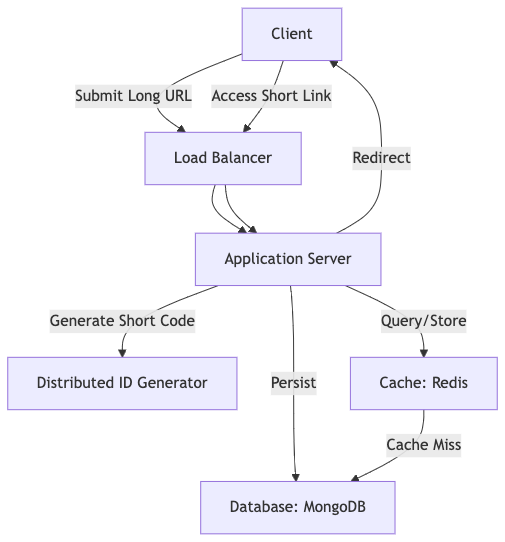 Client
Submit Long URL
Access Short Link
Load Balancer
Redirect
Application Server
Generate Short Code
Query/Store
Distributed ID Generator
Persist
Cache: Redis
Cache Miss
Database: MongoDB